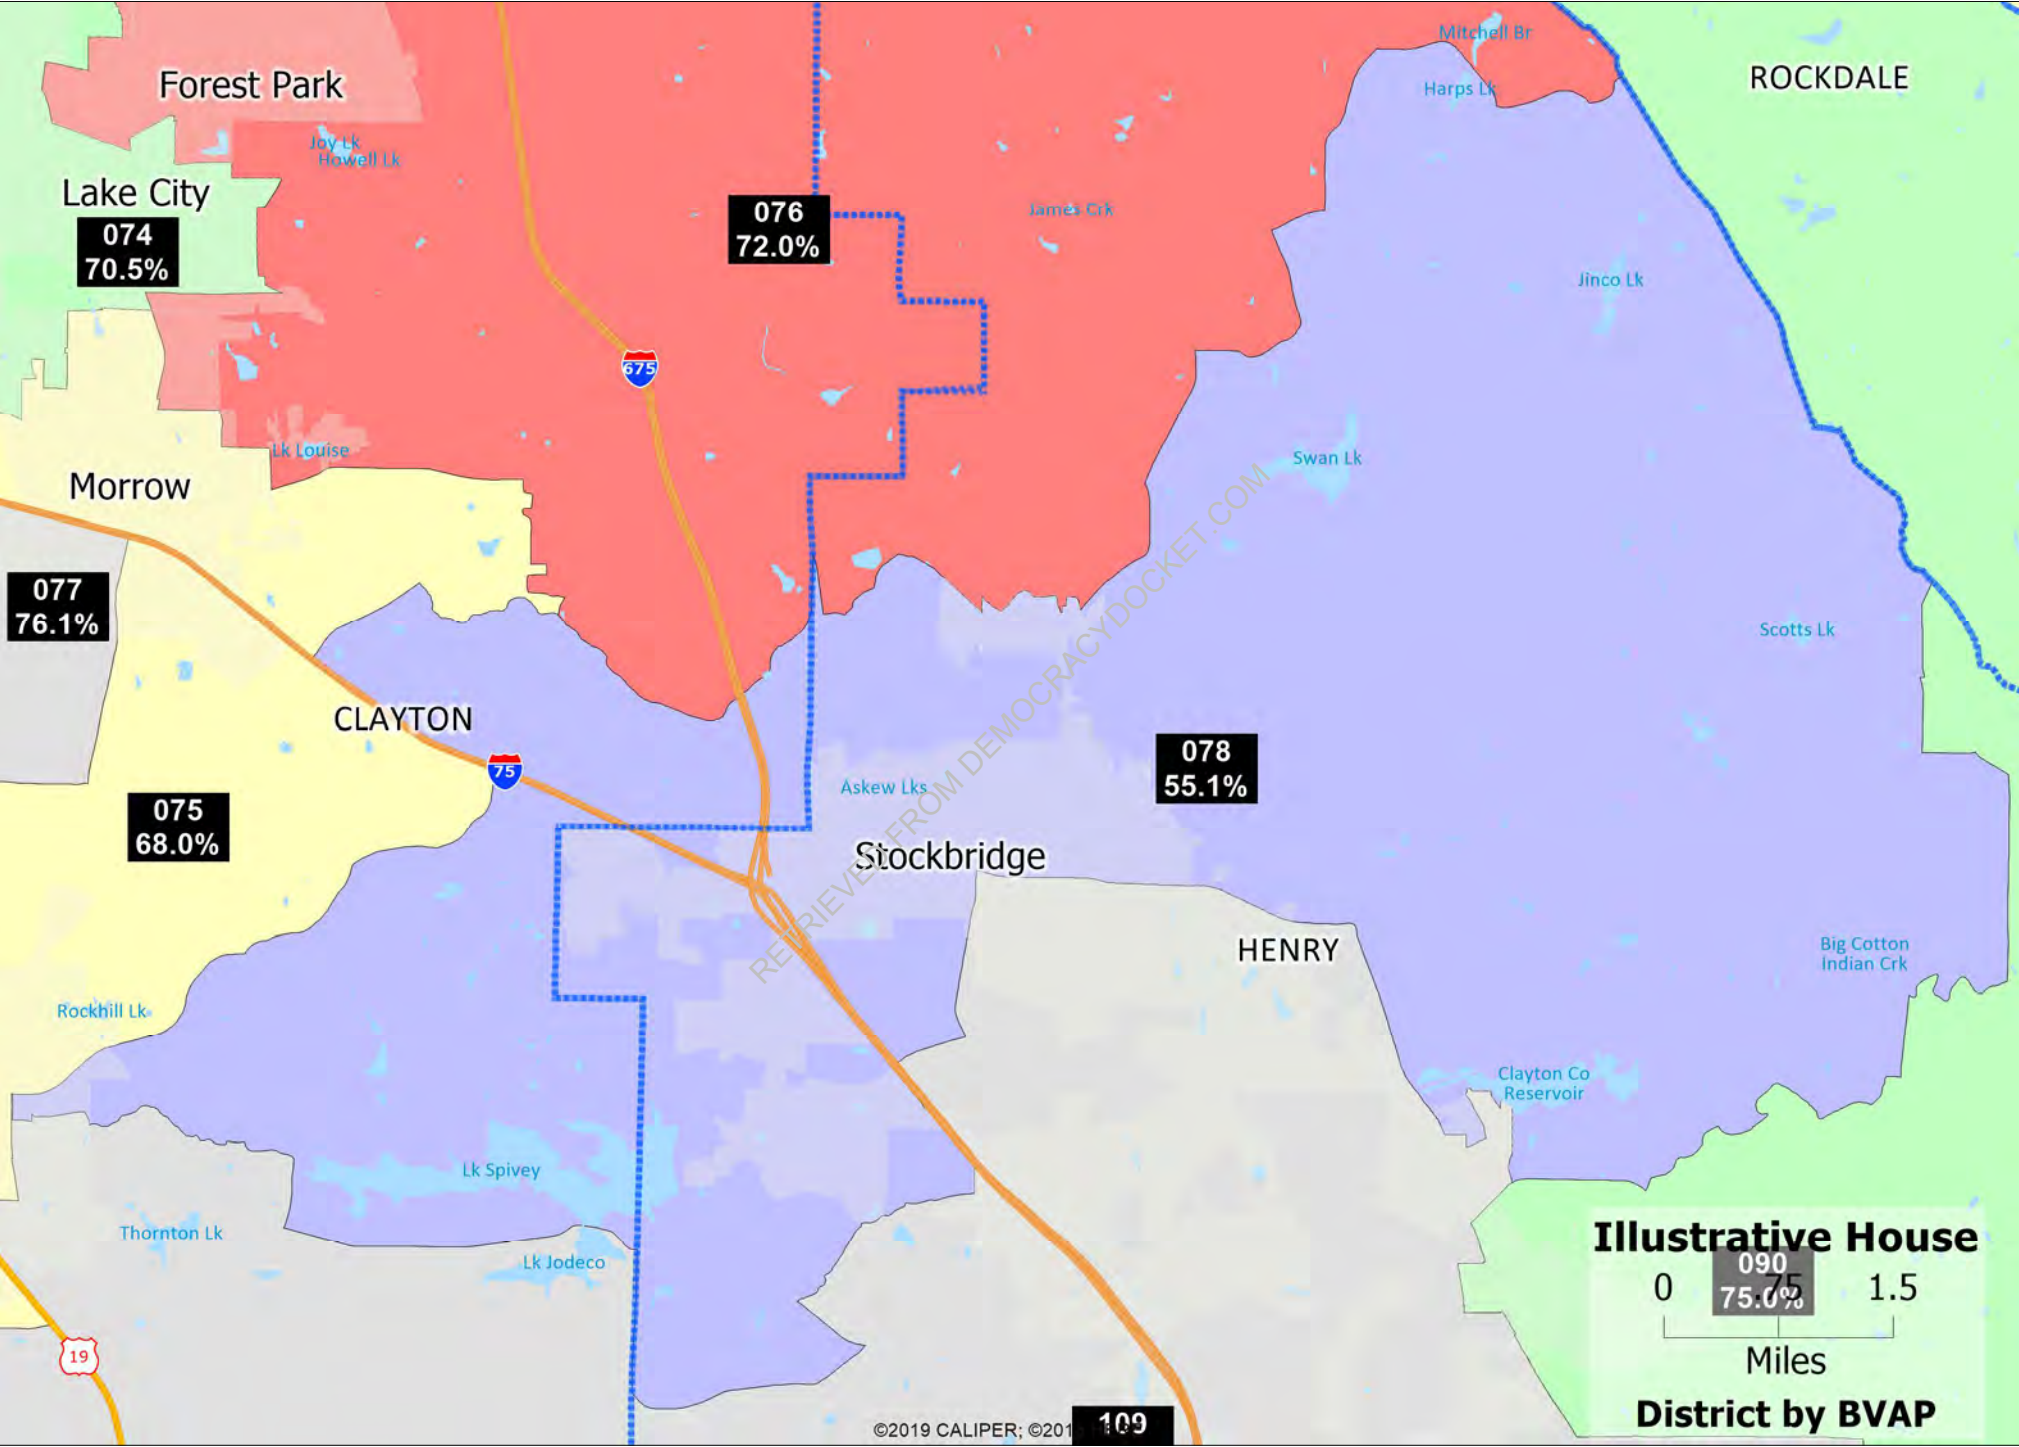 Mitchell Br
Forest Park
ROCKDALE
Harps Lk
Joy Lk
Howell Lk
Lake City
074
70.5%
076
72.0%
James Crk
Jinco Lk
675
Lk Louise
Swan Lk
Morrow
077
76.1%
Scotts Lk
CLAYTON
75
078
55.1%
075
68.0%
Askew Lks
Stockbridge
RETRIEVED FROM DEMOCRACYDOCKET.COM
HENRY
Big Cotton
Indian Crk
Rockhill Lk
Clayton Co
Reservoir
Lk Spivey
Thornton Lk
Lk Jodeco
Illustrative House
090
75.0%
0 .75 1.5
Miles
19
District by BVAP
109
©2019 CALIPER;